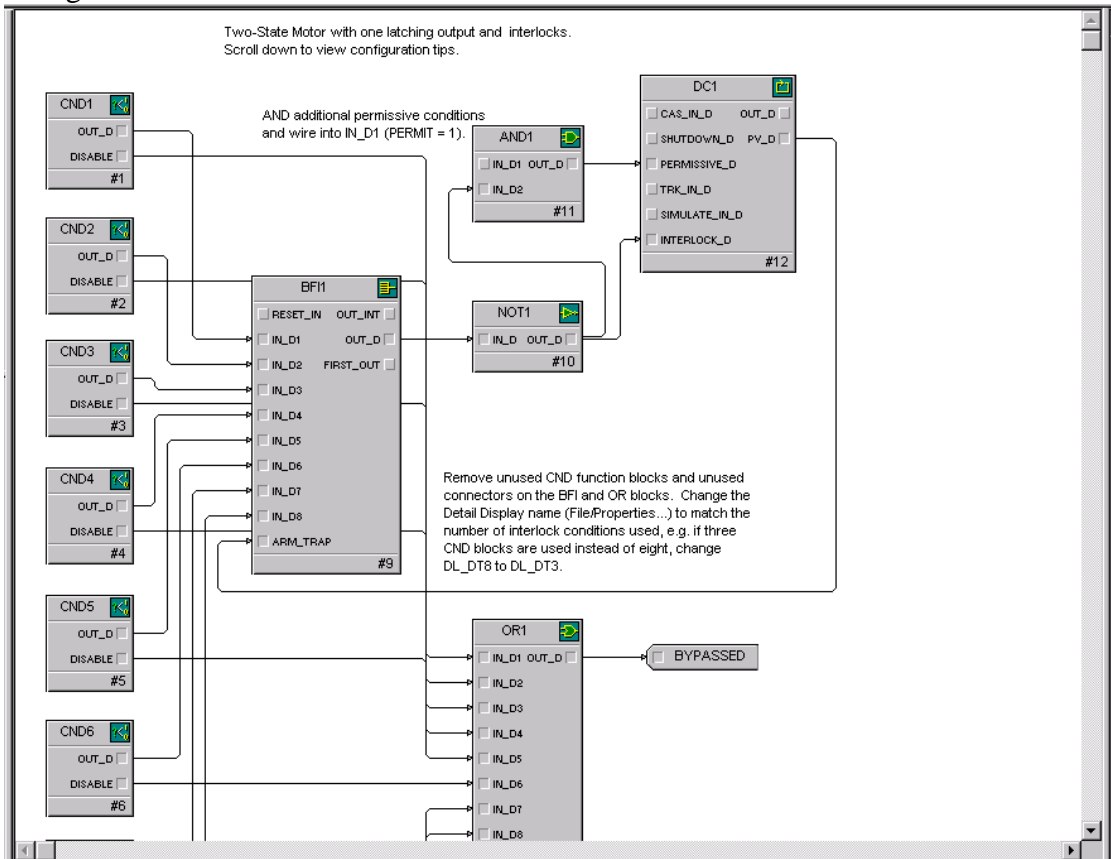 Two-State Motor with one latching output and interlocks.
Scroll down to view configuration tips.
CND1
OUT_D
DISABLE
#1
CND2
OUT_D
DISABLE
#2
CND3
OUT_D
DISABLE
#3
CND4
OUT_D
DISABLE
#4
CND5
OUT_D
DISABLE
#5
CND6
OUT_D
DISABLE
#6
AND additional permissive conditions
and wire into IN_D1 (PERMIT = 1).
BFI1
RESET_IN OUT_INT
IN_D1 OUT_D
IN_D2 FIRST_OUT
IN_D3
IN_D4
IN_D5
IN_D6
IN_D7
IN_D8
ARM_TRAP
#9
AND1
IN_D1 OUT_D
IN_D2
#11
NOT1
IN_D OUT_D
#10
DC1
CAS_IN_D OUT_D
SHUTDOWN_D PV_D
PERMISSIVE_D
TRK_IN_D
SIMULATE_IN_D
INTERLOCK_D
#12
Remove unused CND function blocks and unused
connectors on the BFI and OR blocks. Change the
Detail Display name (File/Properties...) to match the
number of interlock conditions used, e.g. if three
CND blocks are used instead of eight, change
DL_DT8 to DL_DT3.
OR1
IN_D1 OUT_D
IN_D2
IN_D3
IN_D4
IN_D5
IN_D6
IN_D7
IN_D8
BYPASSED